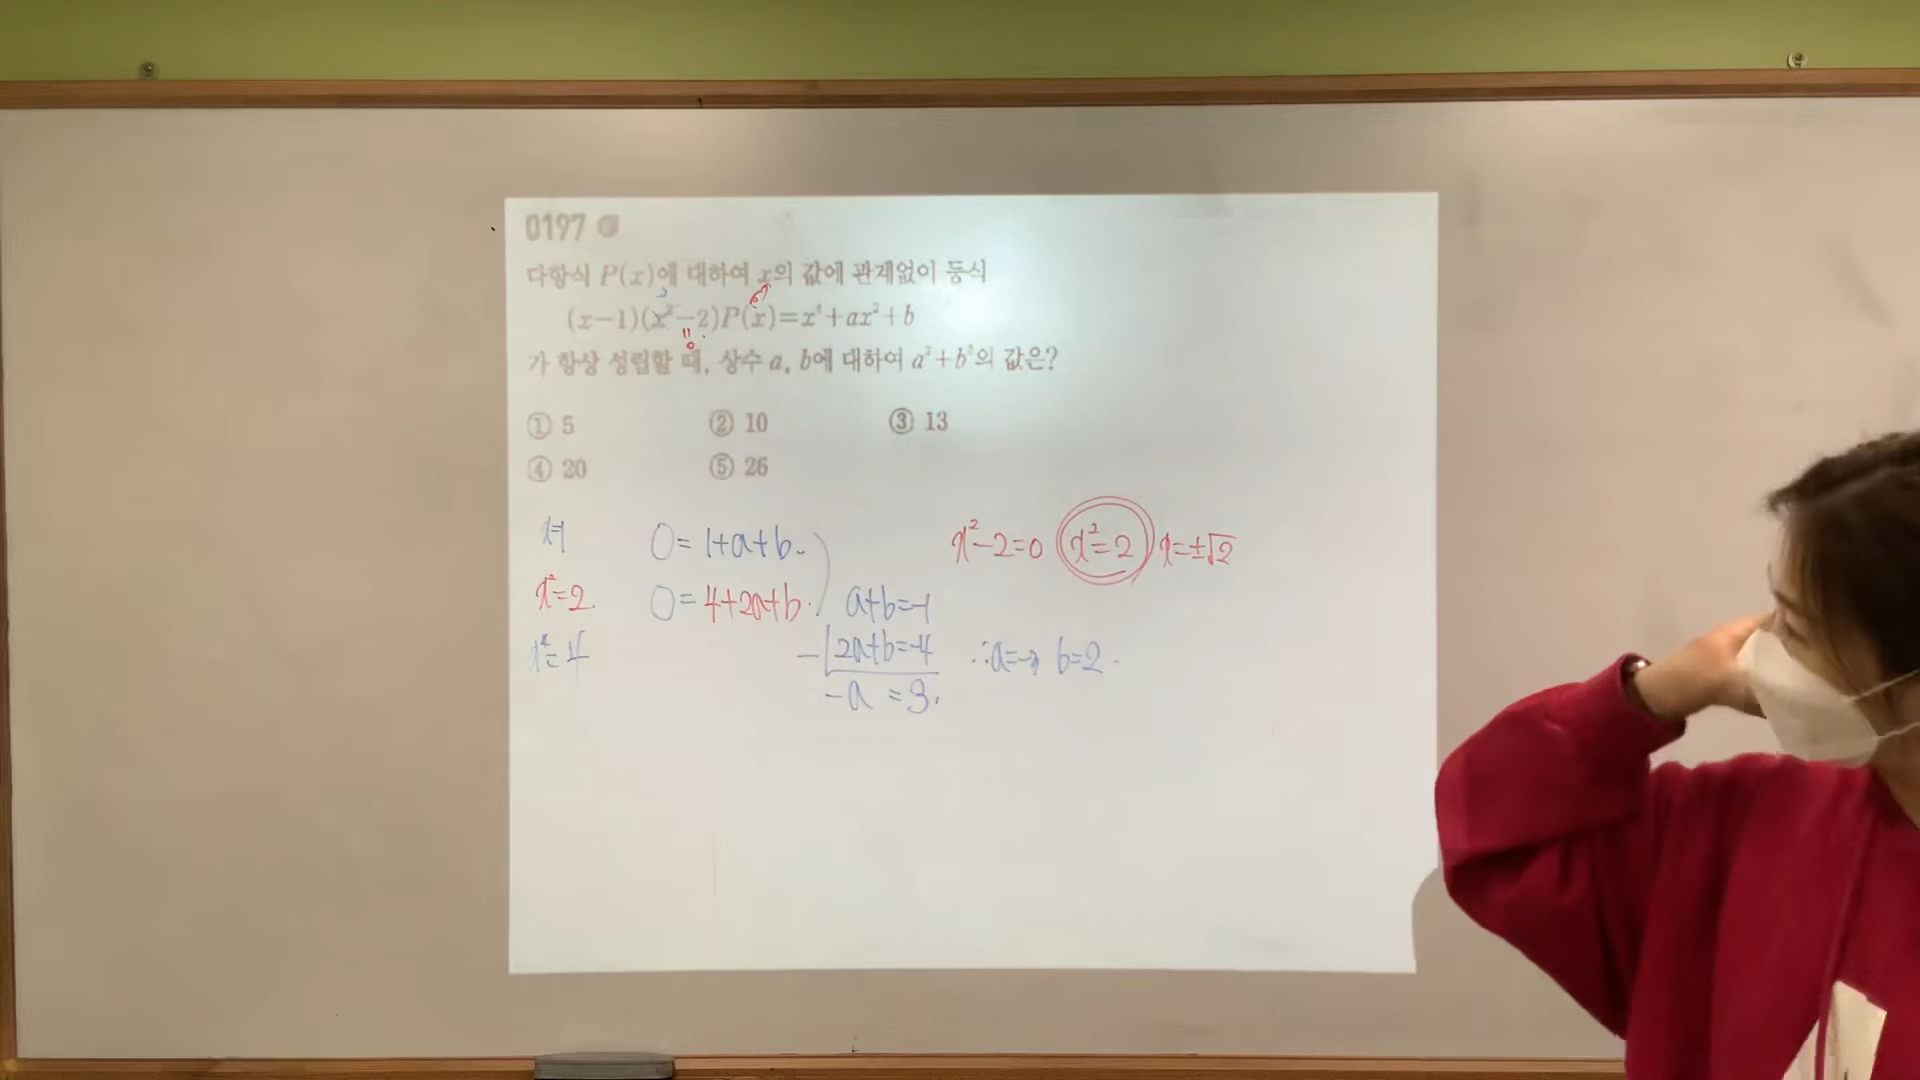 0197
다항식 P(x)에 대하여 x의 값에 관계없이 등식
(x-1)(x²-2)P(x)=x⁴+ax²+b
가 항상 성립할 때, 상수 a, b에 대하여 a²+b²의 값은?
① 5 ② 10 ③ 13
④ 20 ⑤ 26
x=1 0=1+a+b
x²-2=0 x²=2 x=±√2
x²=2 0=4+2a+b
a+b=-1
x⁴=4
2a+b=-4
-a=3
∴a=-3 b=2